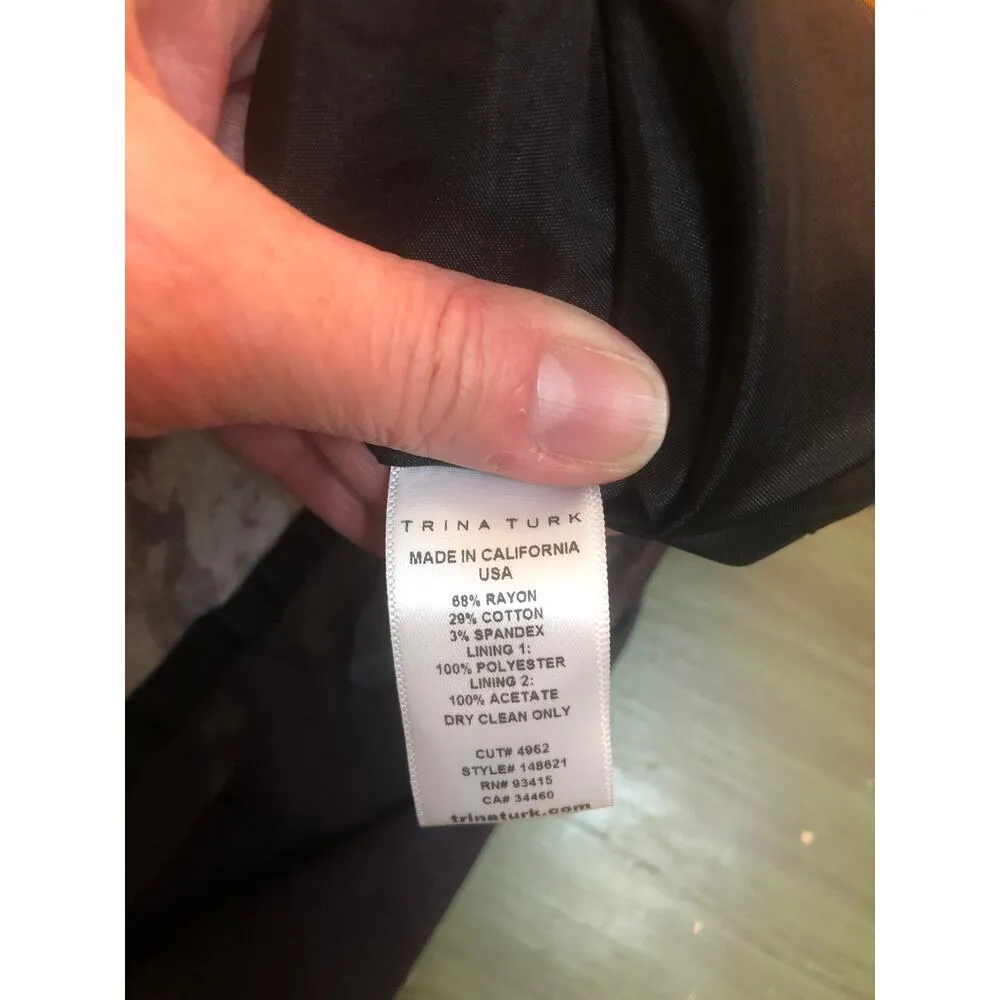 TRINA TURK
MADE IN CALIFORNIA
USA
68% RAYON
29% COTTON
3% SPANDEX
LINING 1:
100% POLYESTER
LINING 2:
100% ACETATE
DRY CLEAN ONLY
CUT# 4962
STYLE# 148621
RN# 93415
CA# 34460
trinaturk.com